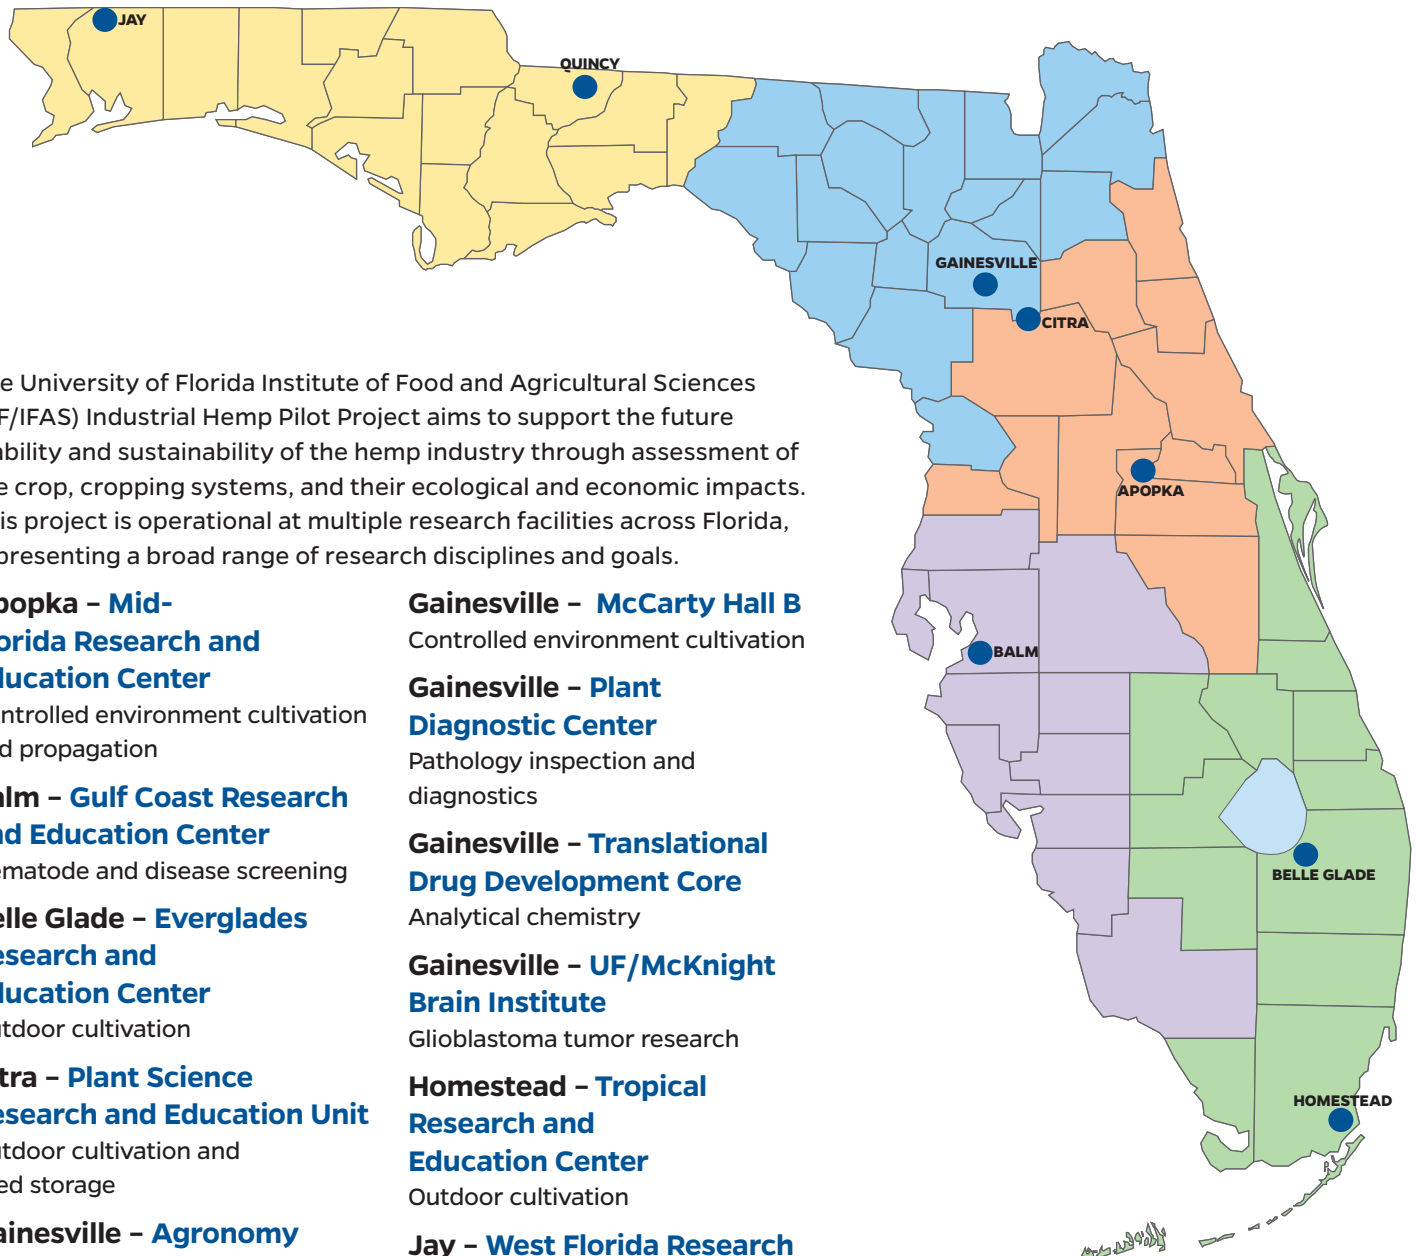 JAY
QUINCY
GAINESVILLE
CITRA
APOPKA
BALM
BELLE GLADE
HOMESTEAD
e University of Florida Institute of Food and Agricultural Sciences
F/IFAS) Industrial Hemp Pilot Project aims to support the future
bility and sustainability of the hemp industry through assessment of
e crop, cropping systems, and their ecological and economic impacts.
is project is operational at multiple research facilities across Florida,
presenting a broad range of research disciplines and goals.
popka – Mid-
orida Research and
ducation Center
ntrolled environment cultivation
d propagation
alm – Gulf Coast Research
nd Education Center
ematode and disease screening
elle Glade – Everglades
esearch and
ducation Center
utdoor cultivation
tra – Plant Science
esearch and Education Unit
utdoor cultivation and
ed storage
ainesville – Agronomy
Gainesville – McCarty Hall B
Controlled environment cultivation
Gainesville – Plant
Diagnostic Center
Pathology inspection and
diagnostics
Gainesville – Translational
Drug Development Core
Analytical chemistry
Gainesville – UF/McKnight
Brain Institute
Glioblastoma tumor research
Homestead – Tropical
Research and
Education Center
Outdoor cultivation
Jay – West Florida Research